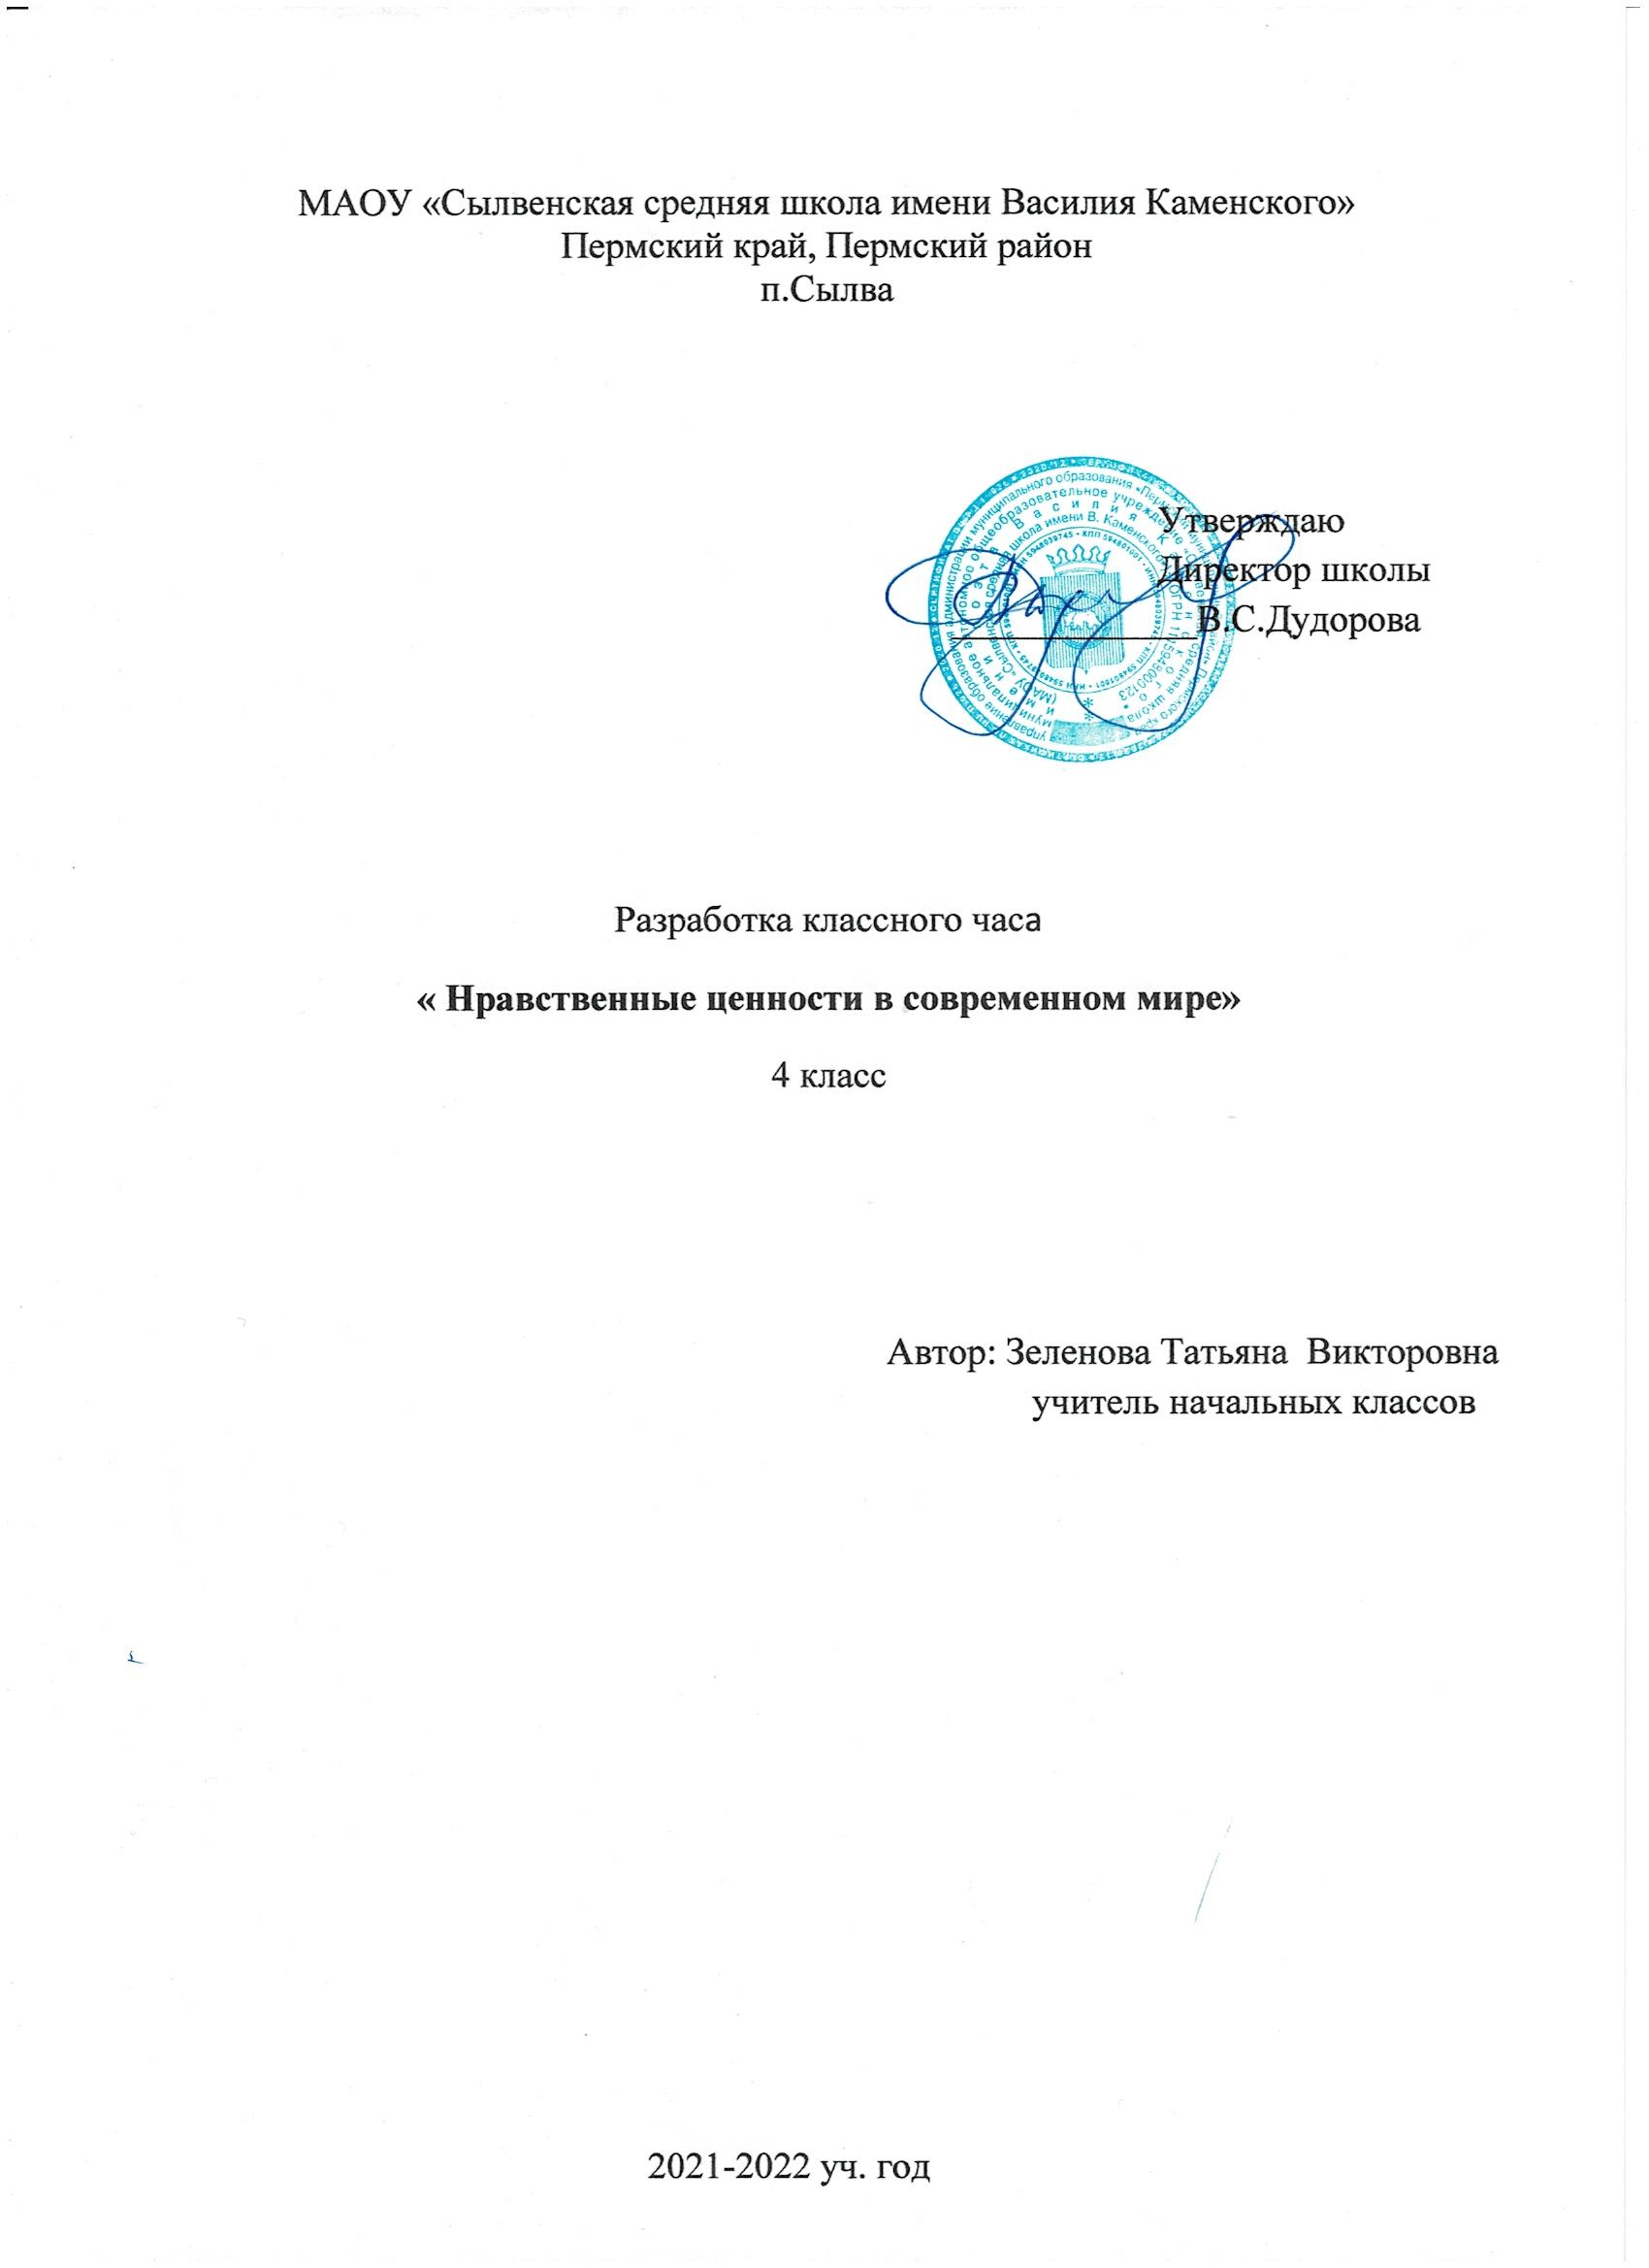 МАОУ «Сылвенская средняя школа имени Василия Каменского»
Пермский край, Пермский район
п.Сылва
Утверждаю
Директор школы
В.С.Дудорова
Разработка классного часа
« Нравственные ценности в современном мире»
4 класс
Автор: Зеленова Татьяна  Викторовна
учитель начальных классов
2021-2022 уч. год